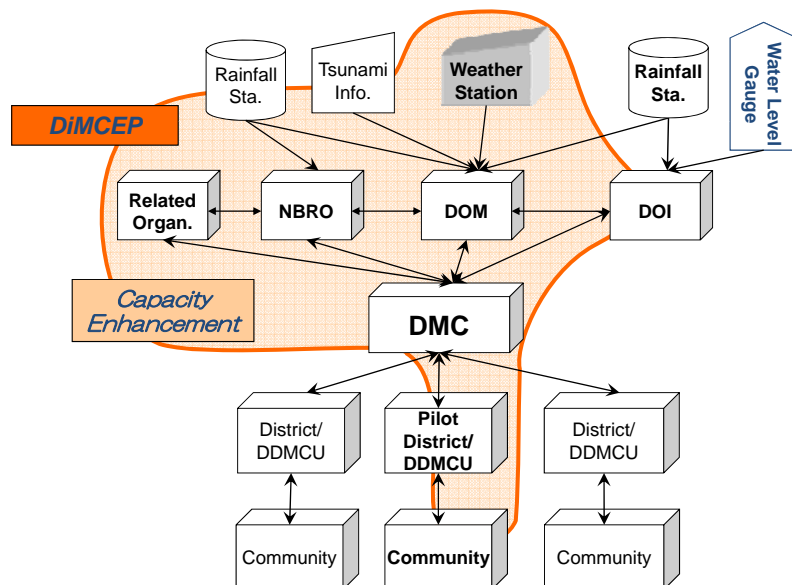 Rainfall
Sta.
Tsunami
Info.
Weather
Station
Rainfall
Sta.
Water Level
Gauge
DiMCEP
Related
Organ.
NBRO
DOM
DOI
Capacity
Enhancement
DMC
District/
DDMCU
Pilot
District/
DDMCU
District/
DDMCU
Community
Community
Community